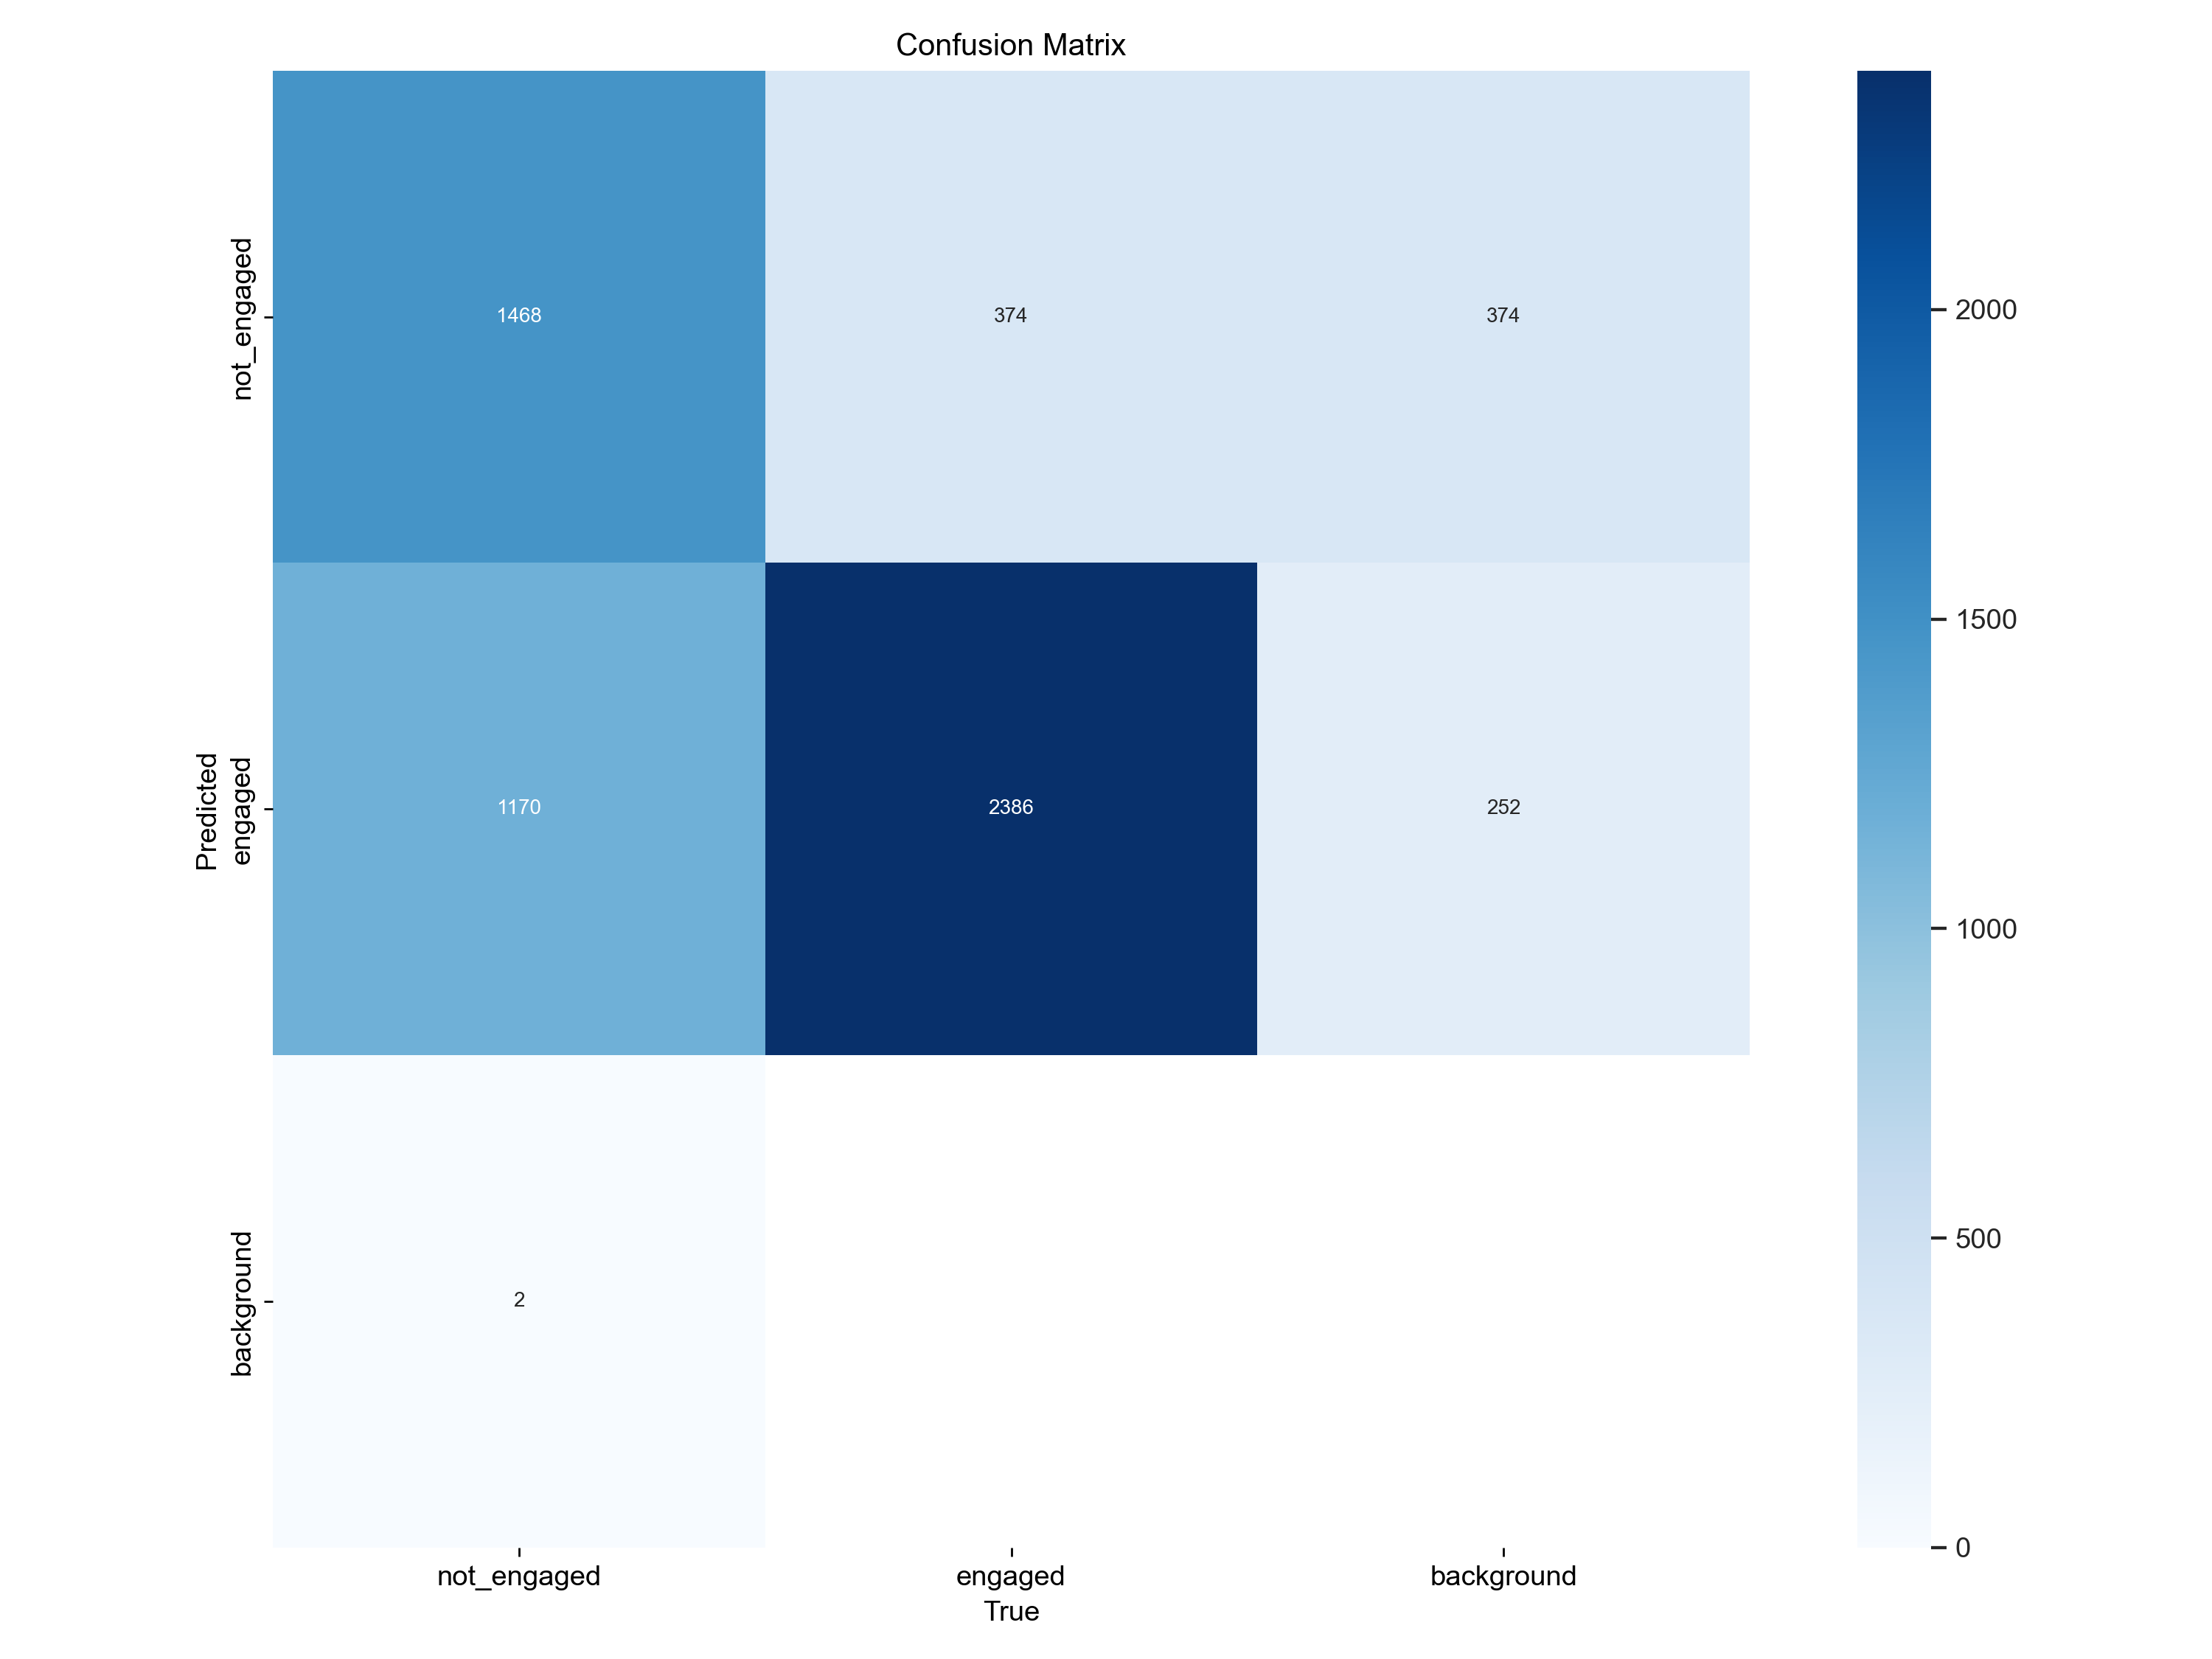 Confusion Matrix
not_engaged
1468
374
374
2000
1500
Predicted
engaged
1170
2386
252
1000
500
background
2
0
not_engaged
engaged
background
True